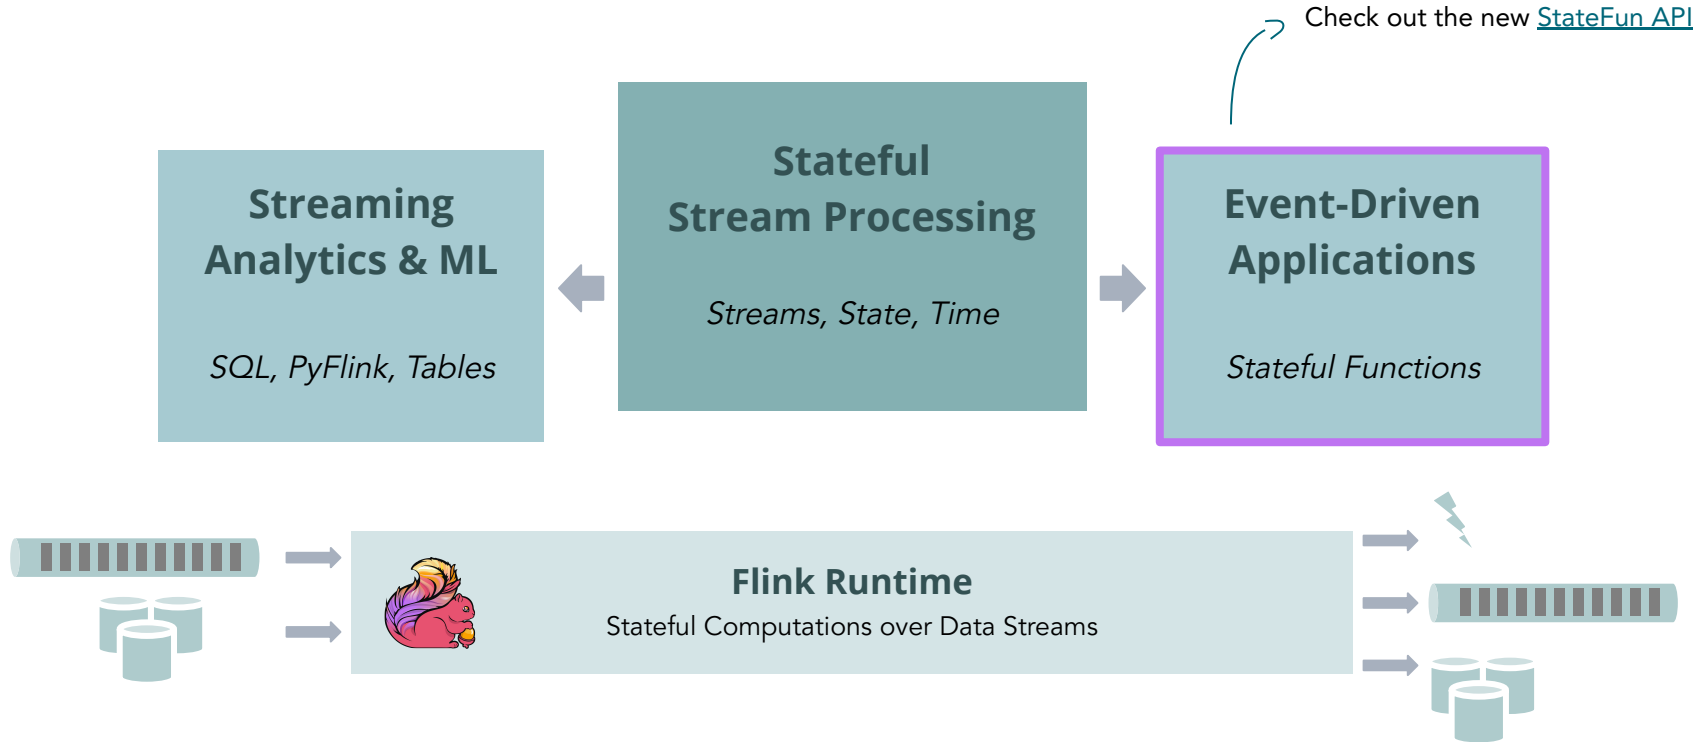 Check out the new StateFun API
Streaming
Analytics & ML
SQL, PyFlink, Tables
Stateful
Stream Processing
Streams, State, Time
Event-Driven
Applications
Stateful Functions
Flink Runtime
Stateful Computations over Data Streams